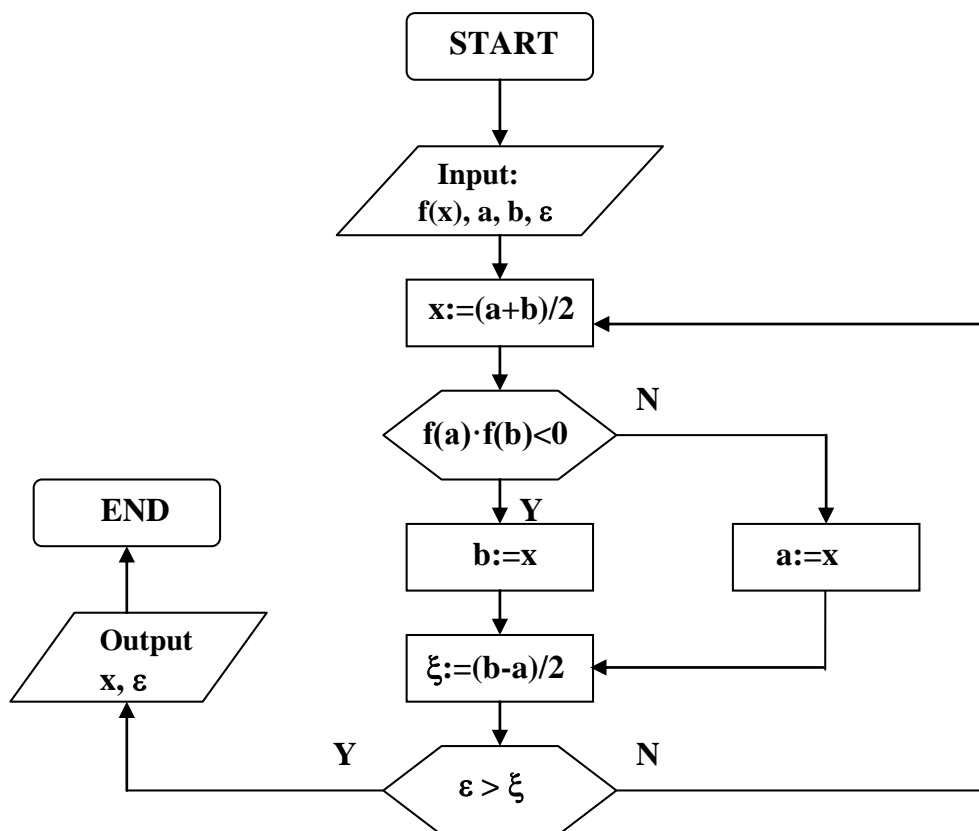 START
Input:
f(x), a, b, ε
x:=(a+b)/2
N
f(a)·f(b)<0
Y
END
b:=x
a:=x
Output
x, ε
ξ:=(b-a)/2
Y
N
ε > ξ